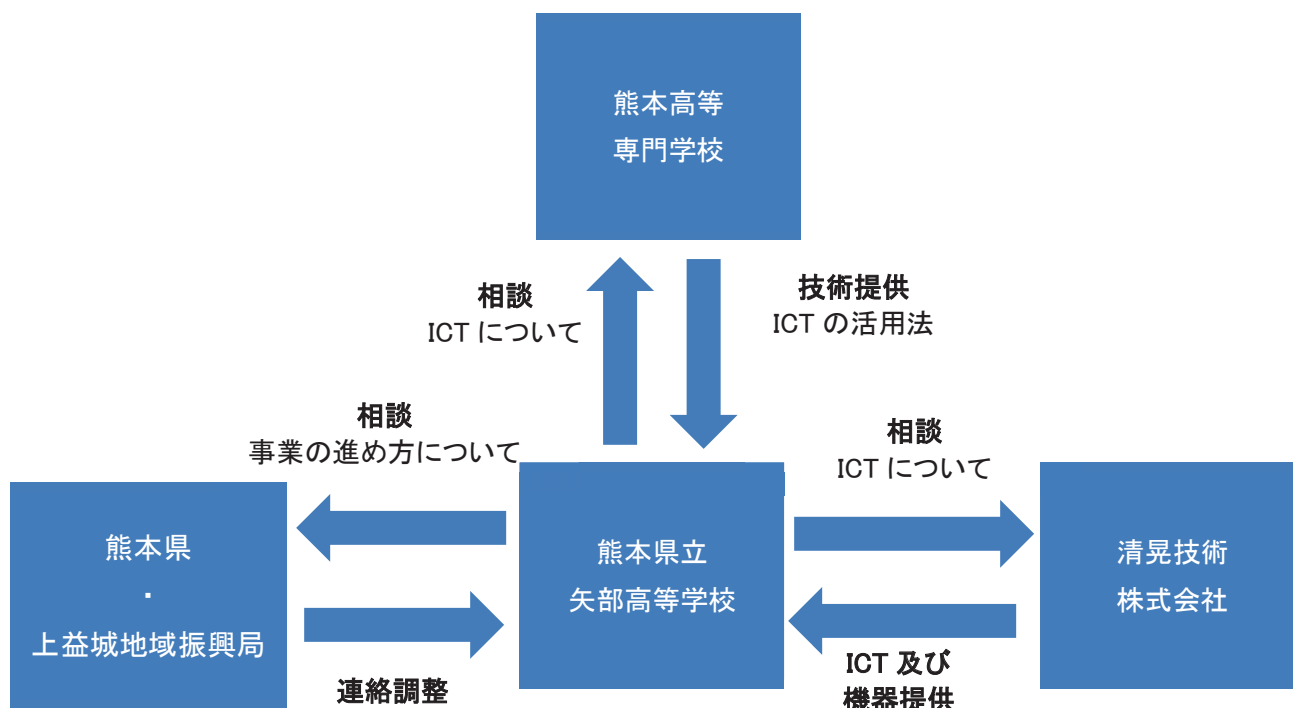 熊本高等
専門学校
相談
ICT について
技術提供
ICT の活用法
相談
事業の進め方について
相談
ICT について
熊本県
・
上益城地域振興局
熊本県立
矢部高等学校
清晃技術
株式会社
連絡調整
ICT 及び
機器提供